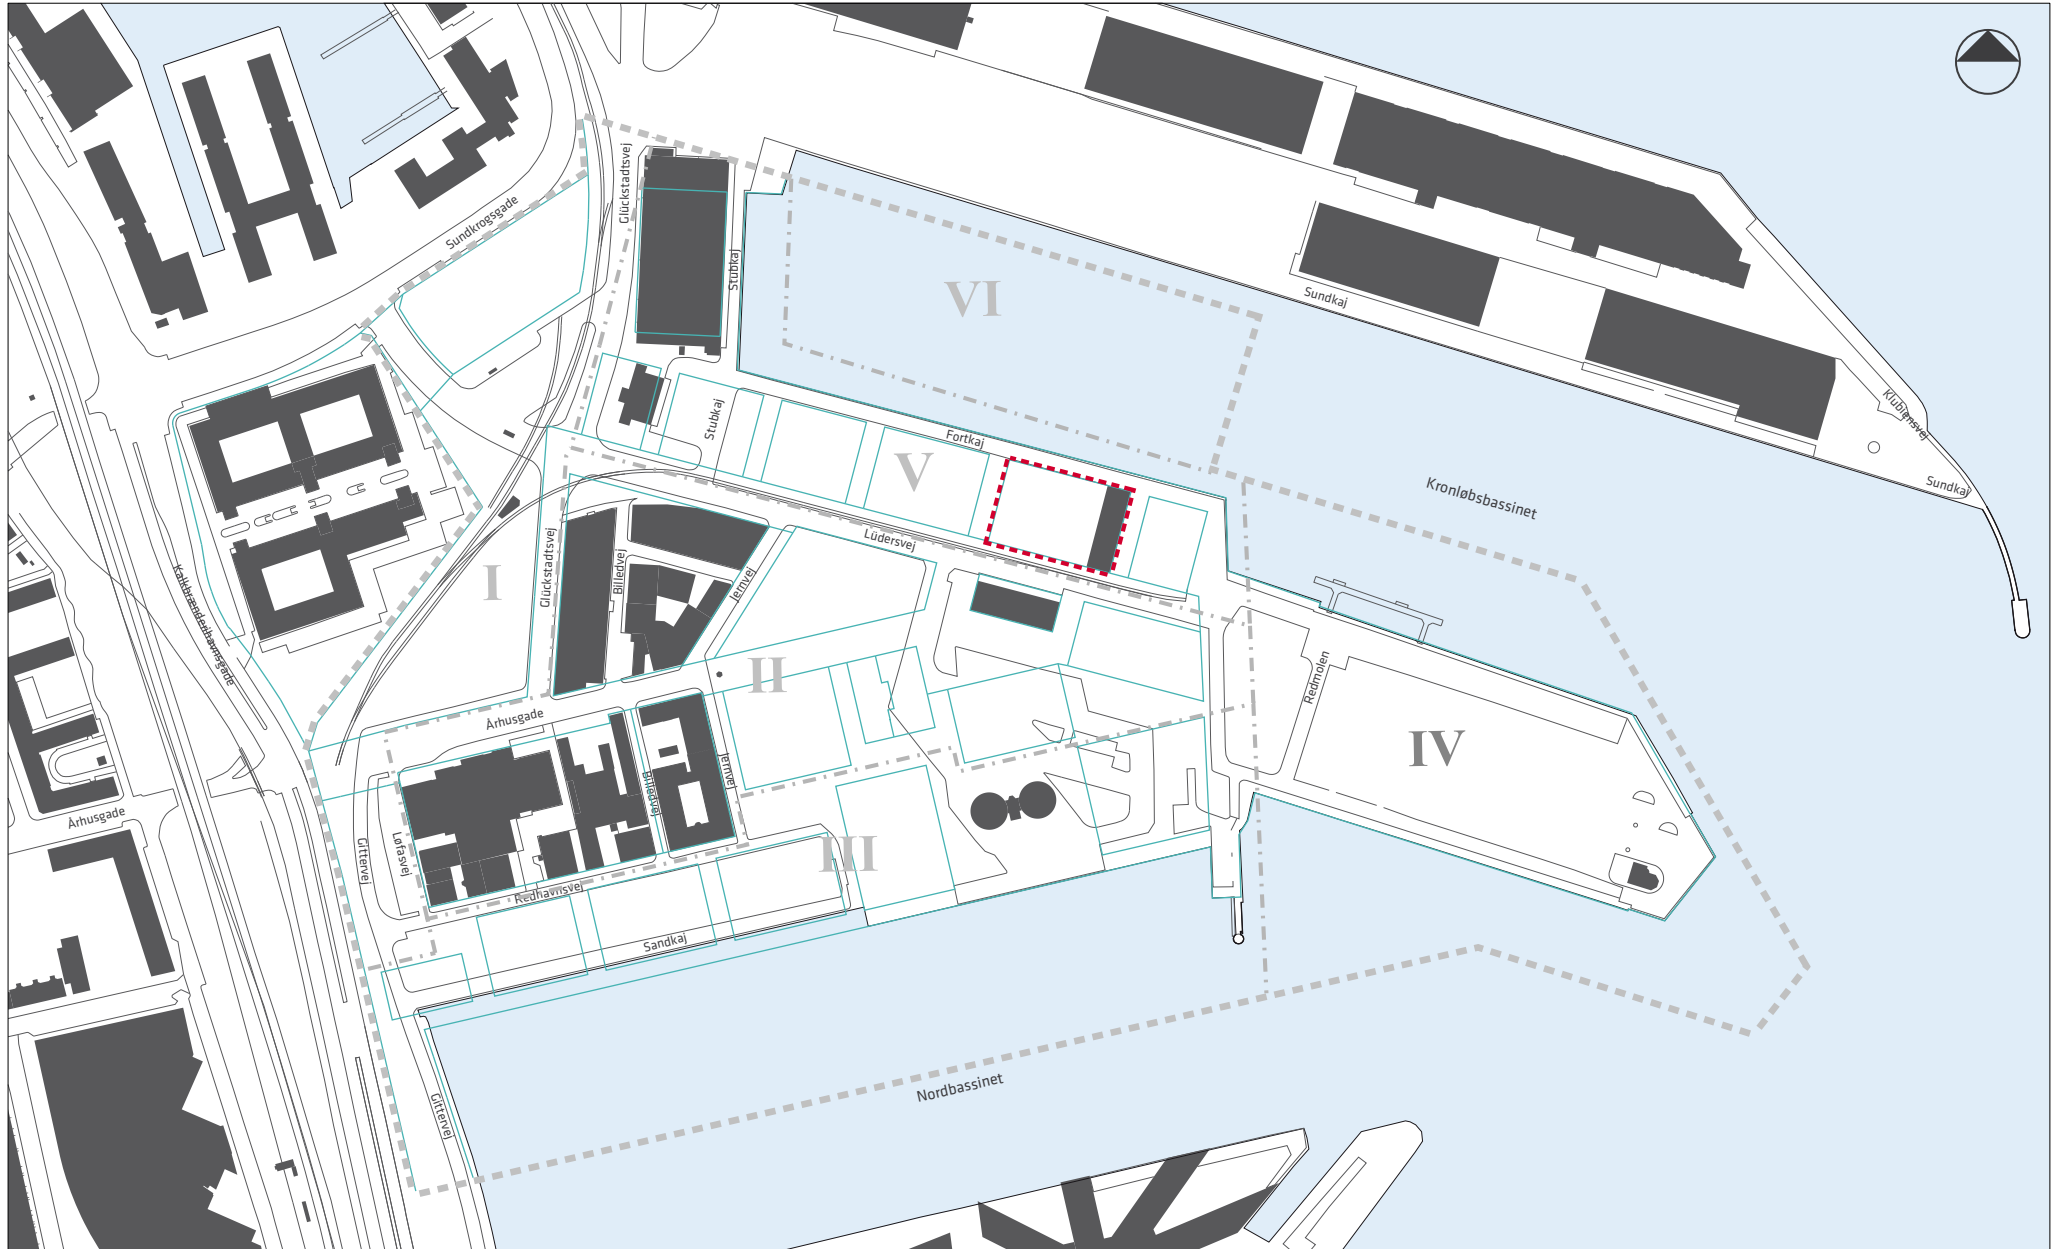 Glückstadtsvej
Sundkrogsgade
Stubkaj
VI
Sundkaj
Klubiensvej
Sundkaj
Stubkaj
Fortkaj
V
Kronløbsbassinet
Lüdersvej
Kalkbrænderihavnsgade
I
Glückstadtsvej
Billedvej
Jernvej
II
Redmolen
Århusgade
IV
Århusgade
Gittervej
Løfasvej
Billedvej
Jernvej
III
Redhavnsvej
Sandkaj
Nordbassinet
Gittervej